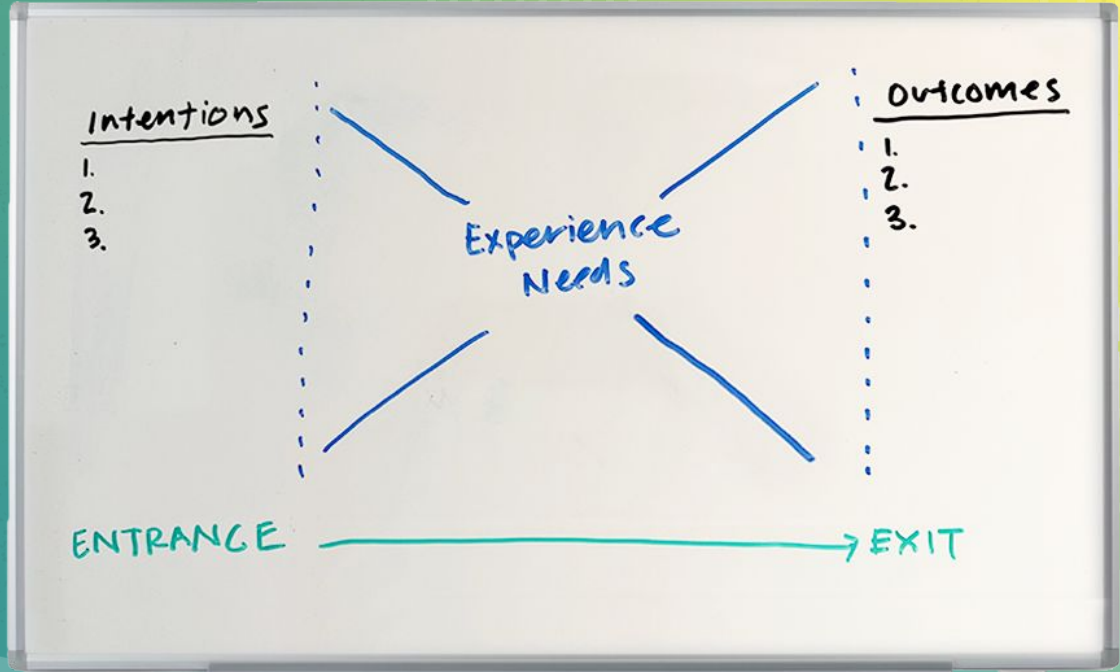 Intentions
1.
2.
3.
Experience
Needs
Outcomes
1.
2.
3.
ENTRANCE
EXIT